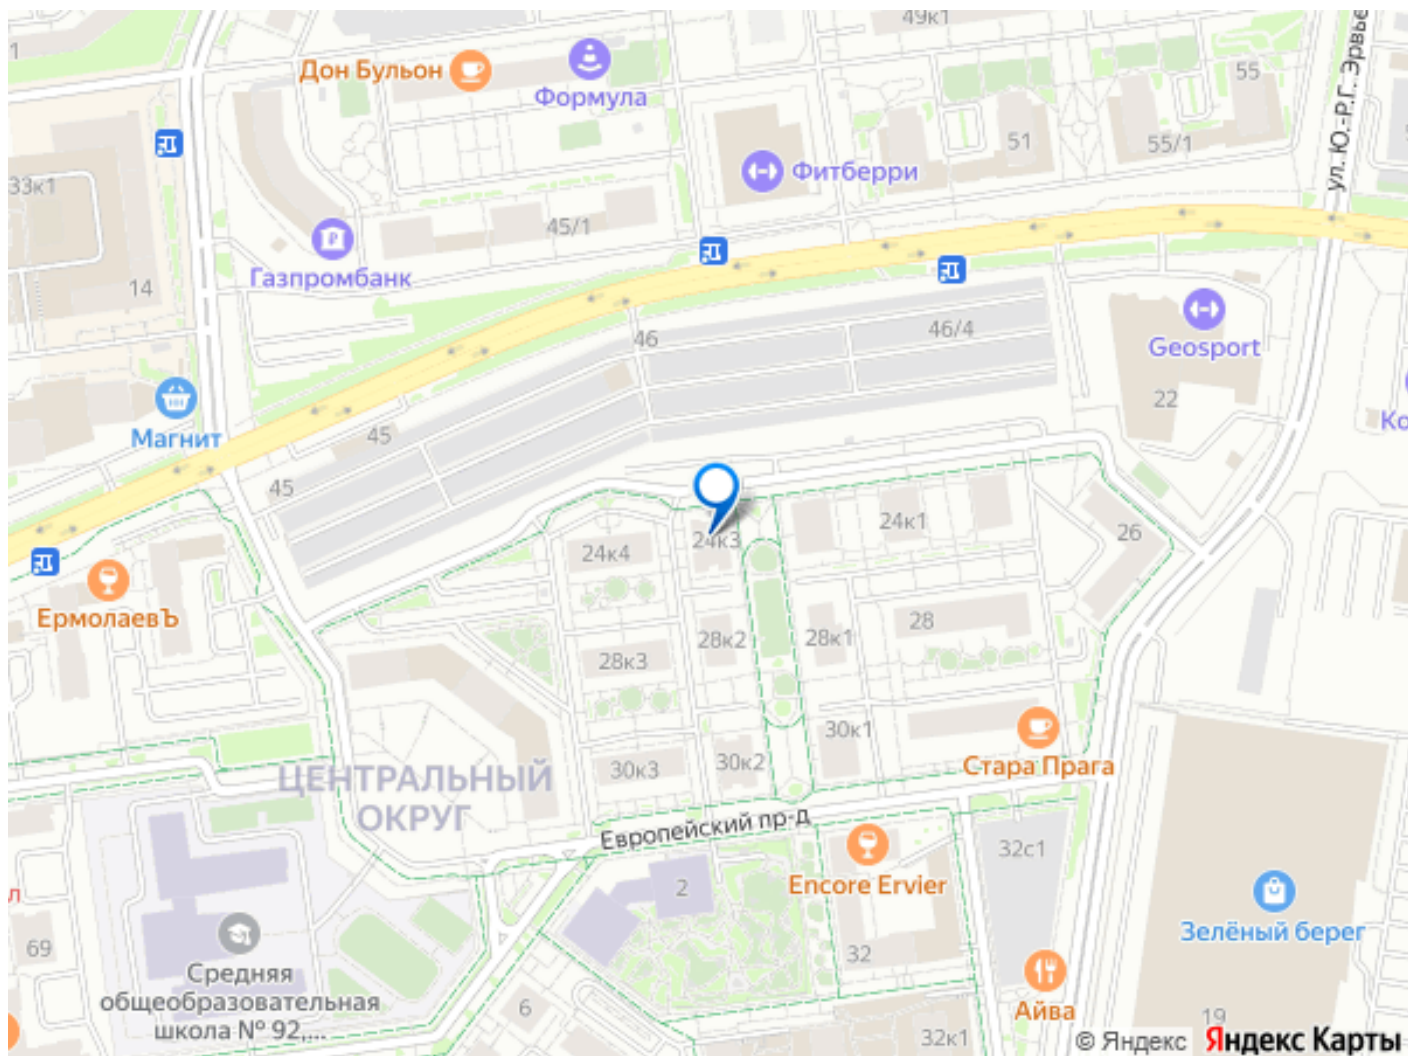 49к1
1
Дон Бульон
Формула
55
ул. Ю.-Р.Г. Эрвье
51
55/1
33к1
Фитберри
45/1
Газпромбанк
14
46
46/4
Geosport
22
Магнит
45
45
24к3
24к4
24к1
26
ЕрмолаевЪ
28к3
28к2
28к1
28
30к3
30к2
30к1
Стара Прага
ЦЕНТРАЛЬНЫЙ
ОКРУГ
Европейский пр-д
32с1
2
Encore Ervier
69
Зелёный берег
32
Средняя
общеобразовательная
школа № 92,...
6
Айва
19
32к1
© Яндекс Яндекс Карты